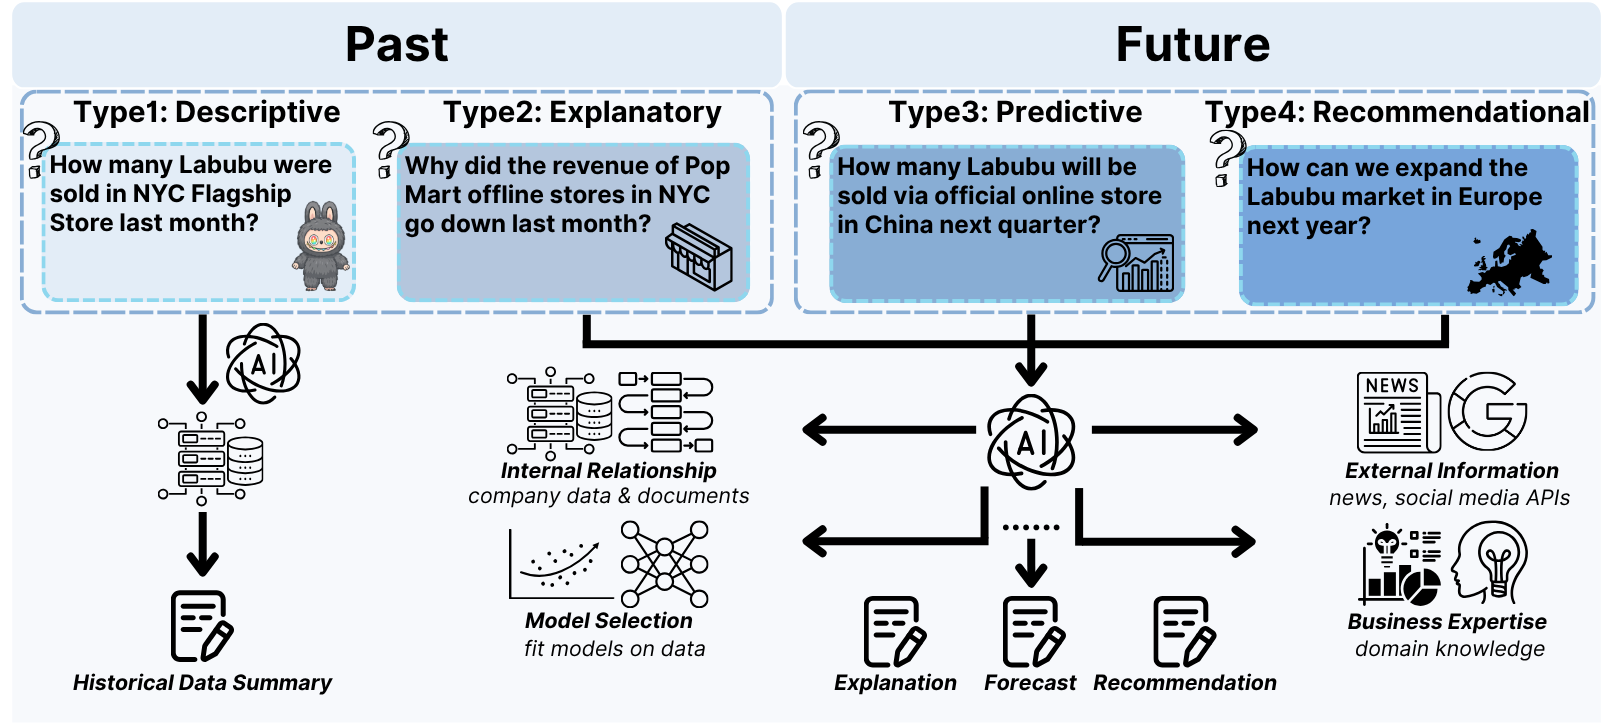 Past
Future
Type1: Descriptive
How many Labubu were
sold in NYC Flagship
Store last month?
Type2: Explanatory
Why did the revenue of Pop
Mart offline stores in NYC
go down last month?
Type3: Predictive
How many Labubu will be
sold via official online store
in China next quarter?
Type4: Recommendational
How can we expand the
Labubu market in Europe
next year?
AI
Historical Data Summary
Internal Relationship
company data & documents
Model Selection
fit models on data
AI
......
Explanation
Forecast
Recommendation
NEWS
External Information
news, social media APIs
Business Expertise
domain knowledge